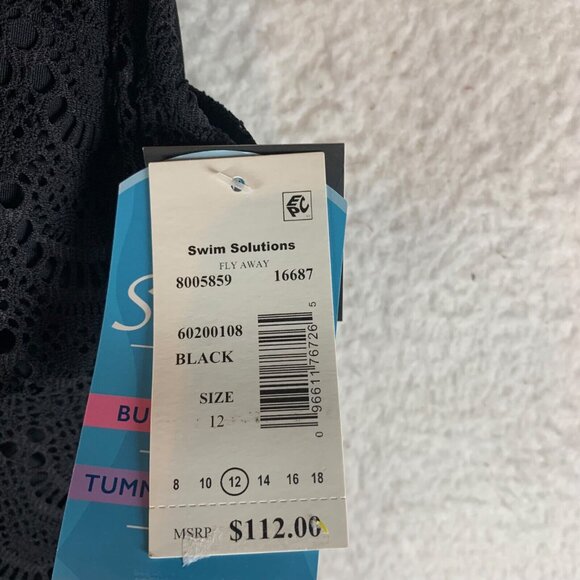 EPC
Swim Solutions
FLY AWAY
8005859 16687
60200108
BLACK
SIZE
12
0 96611 76726 5
8 10 12 14 16 18
MSRP $112.00
S
BU
TUMM